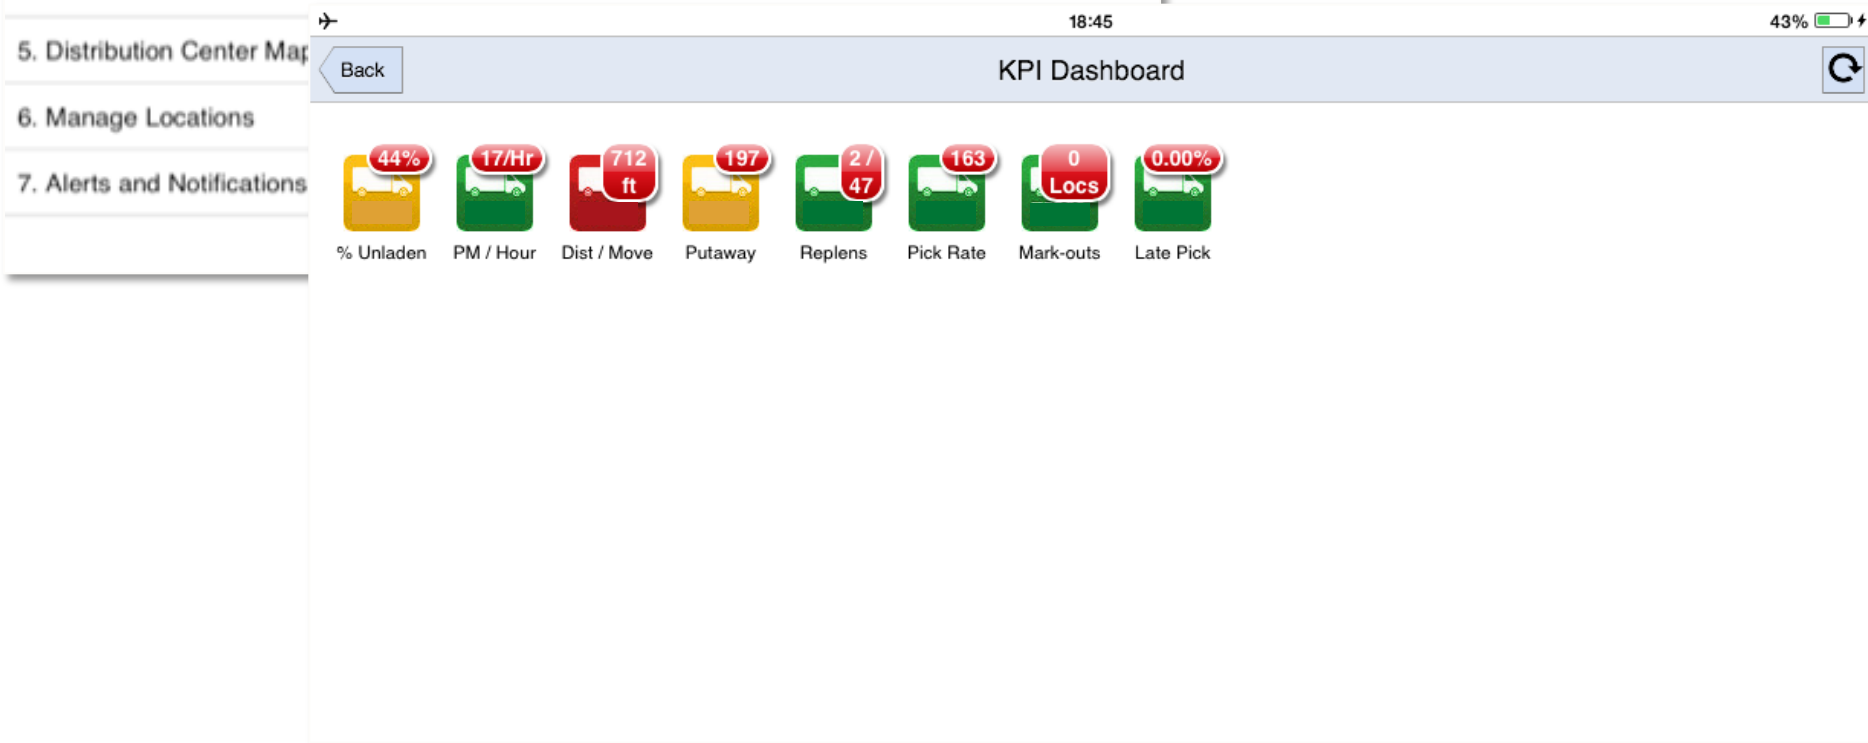 5. Distribution Center Map
6. Manage Locations
7. Alerts and Notifications
18:45
43%
Back
KPI Dashboard
44%
17/Hr
712
ft
197
2 /
47
163
0
Locs
0.00%
% Unladen
PM / Hour
Dist / Move
Putaway
Replens
Pick Rate
Mark-outs
Late Pick